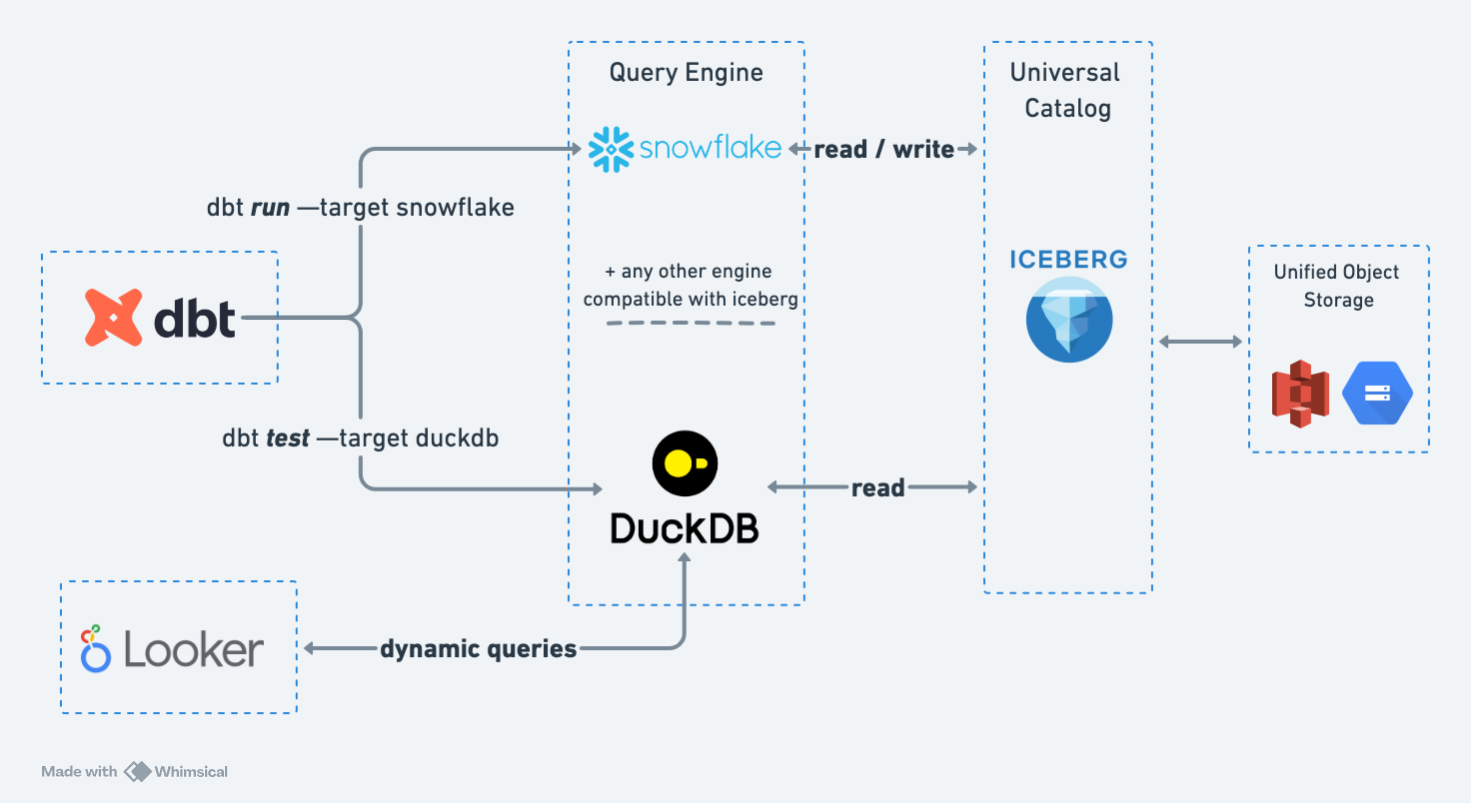 Query Engine
Universal
Catalog
snowflake
read / write
dbt run —target snowflake
+ any other engine
compatible with iceberg
ICEBERG
Unified Object
Storage
dbt
dbt test —target duckdb
read
DuckDB
Looker
dynamic queries
Made with Whimsical